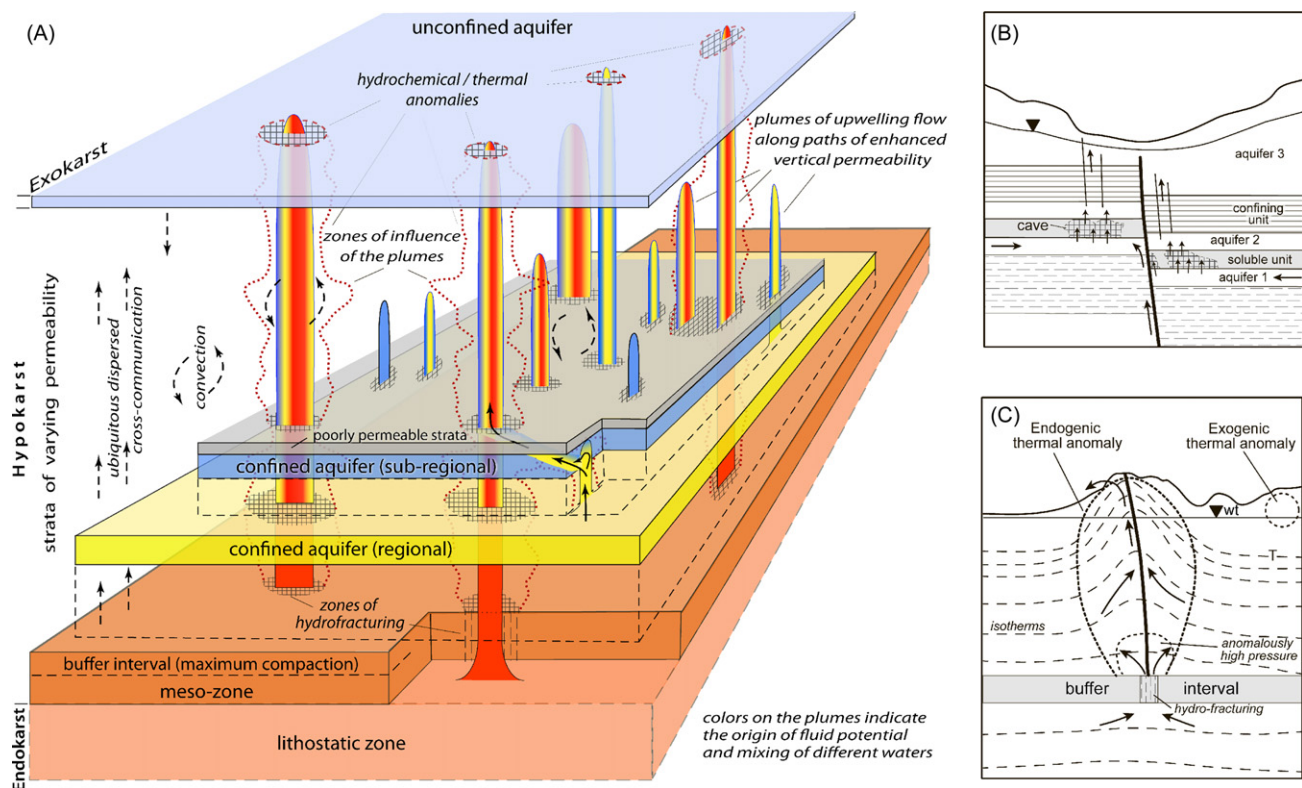 (A)
unconfined aquifer
hydrochemical / thermal
anomalies
plumes of upwelling flow
along paths of enhanced
vertical permeability
Exokarst
zones of influence
of the plumes
Hypokarst
strata of varying permeability
ubiquitous dispersed
cross-communication
convection
poorly permeable strata
confined aquifer (sub-regional)
confined aquifer (regional)
zones of
hydrofracturing
buffer interval (maximum compaction)
meso-zone
Endokarst
lithostatic zone
colors on the plumes indicate
the origin of fluid potential
and mixing of different waters
(B)
aquifer 3
confining
unit
cave
aquifer 2
soluble unit
aquifer 1
(C)
Endogenic
thermal anomaly
Exogenic
thermal anomaly
wt
T
isotherms
anomalously
high pressure
buffer interval
hydro-fracturing